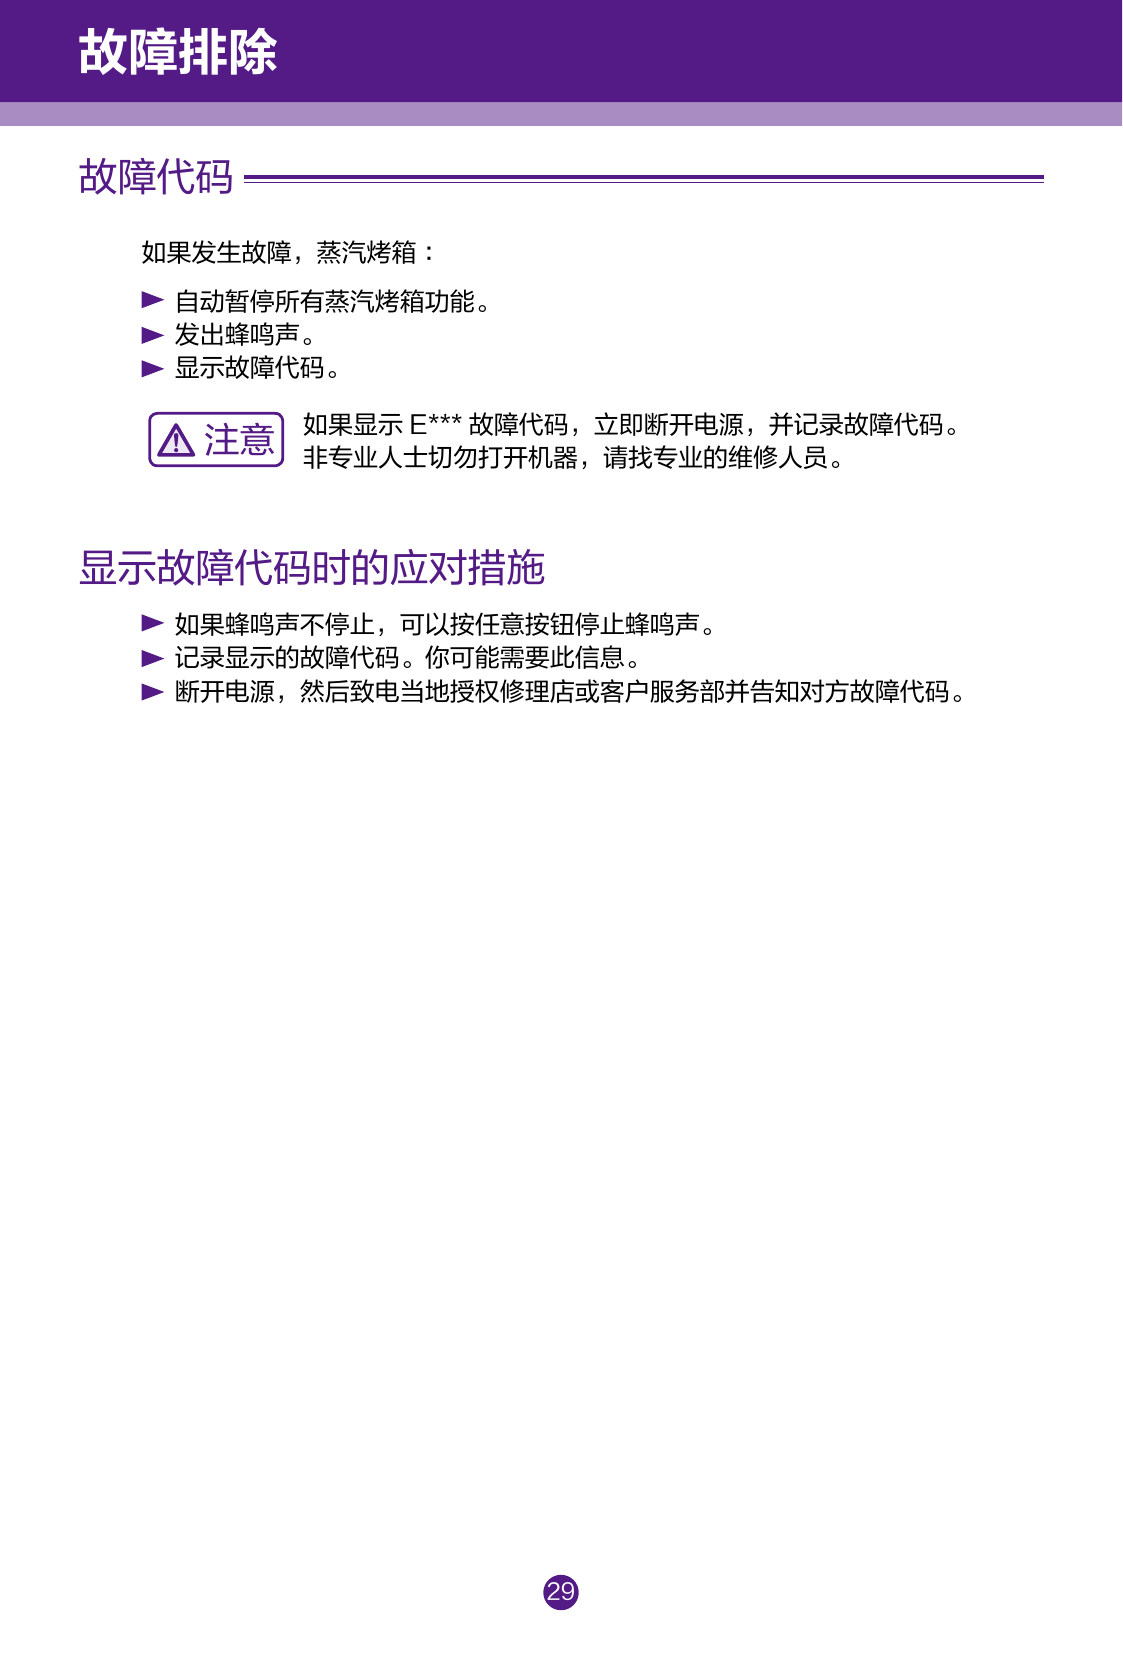 故障排除
故障代码
如果发生故障，蒸汽烤箱：
► 自动暂停所有蒸汽烤箱功能。
► 发出蜂鸣声。
► 显示故障代码。
注意
如果显示 E*** 故障代码，立即断开电源，并记录故障代码。
非专业人士切勿打开机器，请找专业的维修人员。
显示故障代码时的应对措施
► 如果蜂鸣声不停止，可以按任意按钮停止蜂鸣声。
► 记录显示的故障代码。你可能需要此信息。
► 断开电源，然后致电当地授权修理店或客户服务部并告知对方故障代码。
29